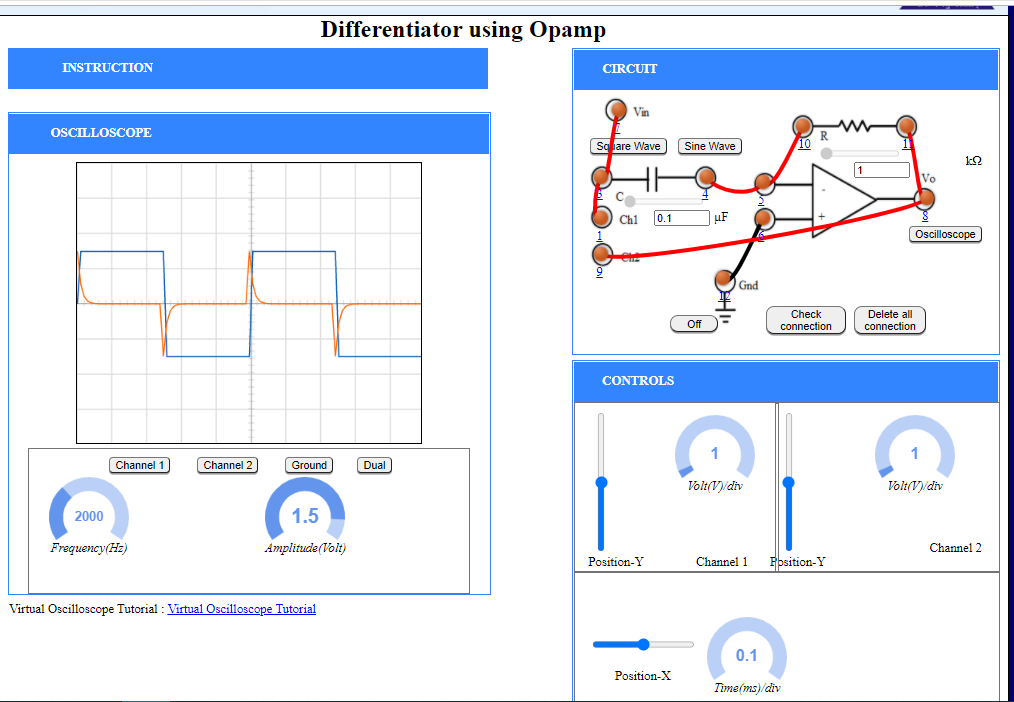 Differentiator using Opamp
INSTRUCTION
OSCILLOSCOPE
Channel 1
Channel 2
Ground
Dual
2000
Frequency(Hz)
1.5
Amplitude(Volt)
Virtual Oscilloscope Tutorial : Virtual Oscilloscope Tutorial
CIRCUIT
Vin
7
Square Wave
Sine Wave
10
R
11
1
kΩ
3
C
4
5
-
+
Vo
8
Ch1
0.1
μF
1
6
Oscilloscope
Ch2
9
Gnd
12
Off
Check
connection
Delete all
connection
CONTROLS
1
Volt(V)/div
Position-Y
Channel 1
1
Volt(V)/div
Position-Y
Channel 2
Position-X
0.1
Time(ms)/div